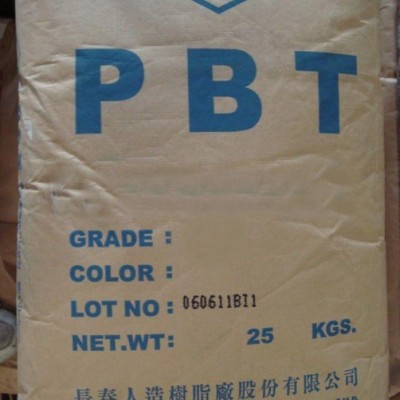 PBT
GRADE :
COLOR :
LOT NO : 060611BI1
NET.WT: 25 KGS.
長春人造樹脂廠股份有限公司